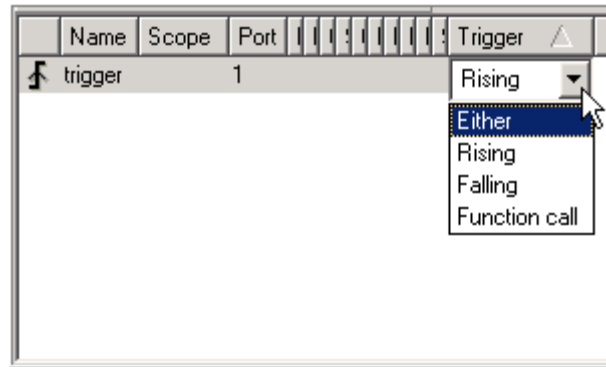 Name Scope Port Trigger
trigger 1 Rising
Either
Rising
Falling
Function call